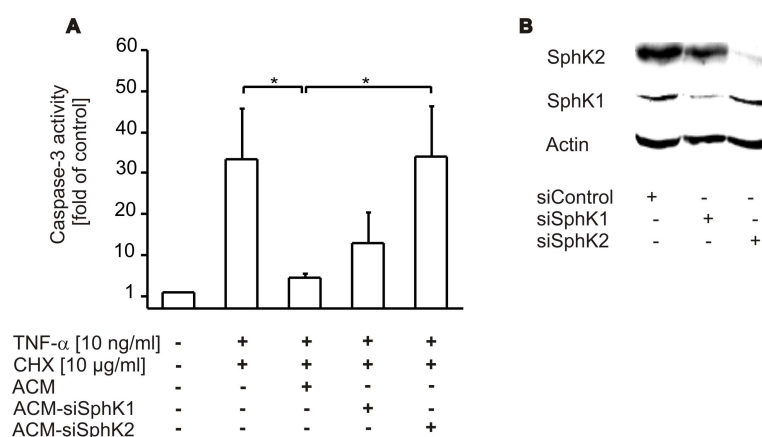 A
60
50
40
30
20
10
1
Caspase-3 activity
[fold of control]
*
*
TNF-α [10 ng/ml] - + + + +
CHX [10 µg/ml] - + + + +
ACM - - + - -
ACM-siSphK1 - - - + -
ACM-siSphK2 - - - - +
B
SphK2
SphK1
Actin
siControl + - -
siSphK1 - + -
siSphK2 - - +